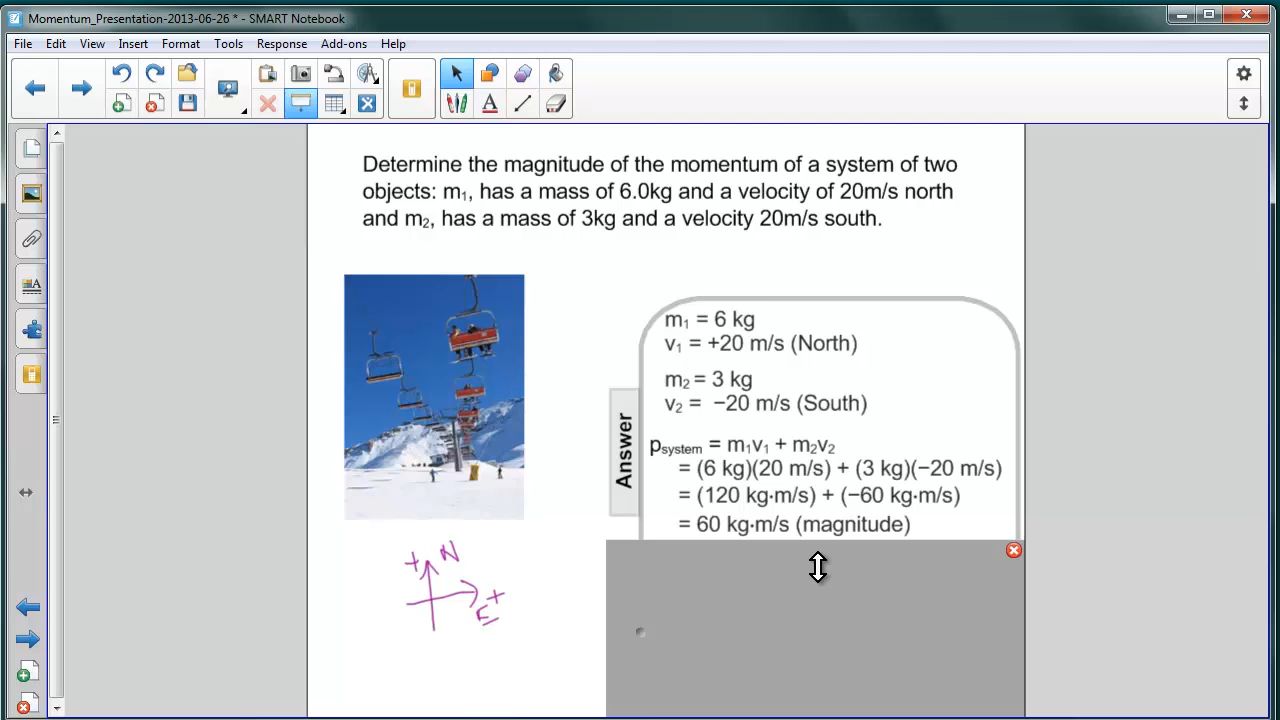 Momentum_Presentation-2013-06-26 * - SMART Notebook
File Edit View Insert Format Tools Response Add-ons Help
Determine the magnitude of the momentum of a system of two
objects: m₁, has a mass of 6.0kg and a velocity of 20m/s north
and m₂, has a mass of 3kg and a velocity 20m/s south.
m₁ = 6 kg
v₁ = +20 m/s (North)
m₂ = 3 kg
v₂ = −20 m/s (South)
Answer
psystem = m₁v₁ + m₂v₂
= (6 kg)(20 m/s) + (3 kg)(−20 m/s)
= (120 kg·m/s) + (−60 kg·m/s)
= 60 kg·m/s (magnitude)
+ N
E +